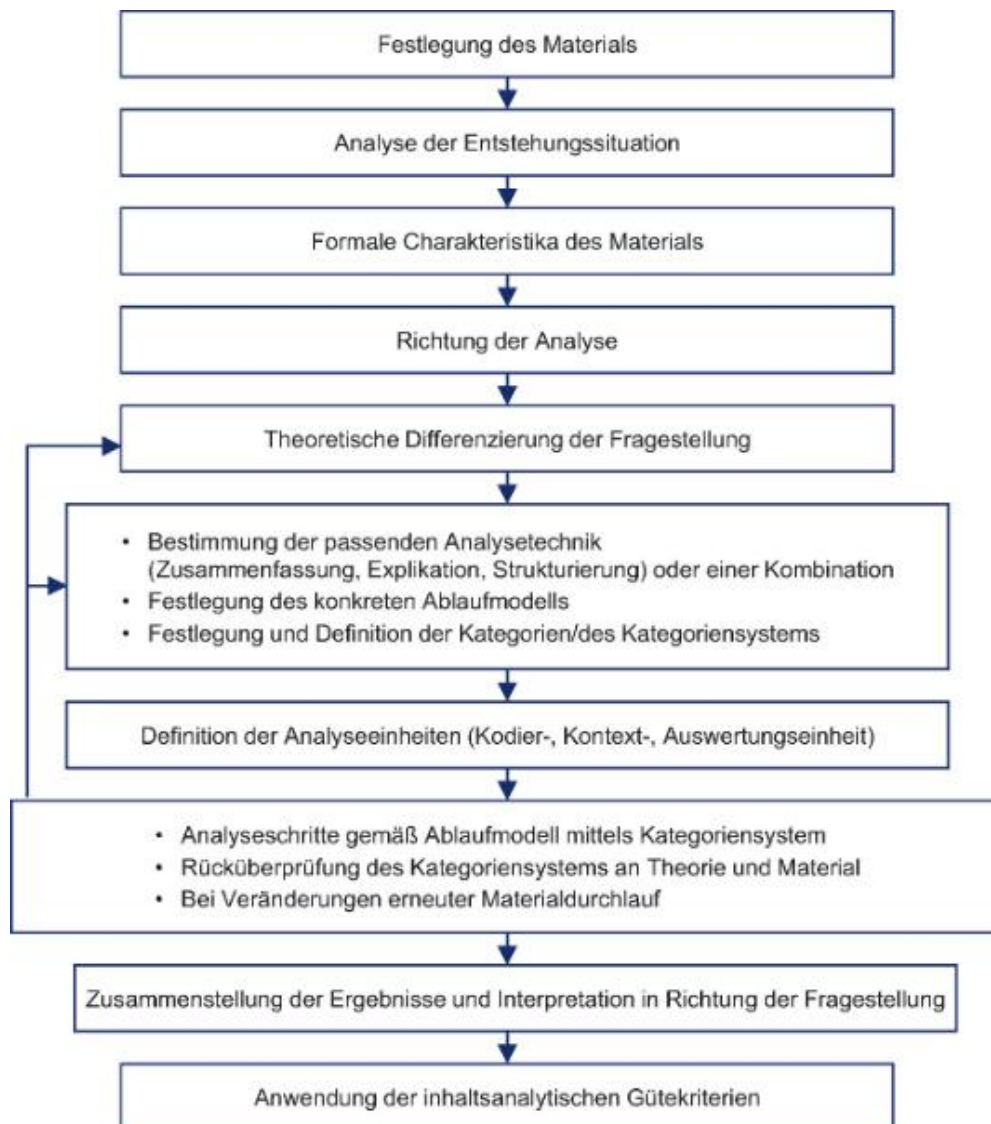 Festlegung des Materials
Analyse der Entstehungssituation
Formale Charakteristika des Materials
Richtung der Analyse
Theoretische Differenzierung der Fragestellung
• Bestimmung der passenden Analysetechnik
(Zusammenfassung, Explikation, Strukturierung) oder einer Kombination
• Festlegung des konkreten Ablaufmodells
• Festlegung und Definition der Kategorien/des Kategoriensystems
Definition der Analyseeinheiten (Kodier-, Kontext-, Auswertungseinheit)
• Analyseschritte gemäß Ablaufmodell mittels Kategoriensystem
• Rücküberprüfung des Kategoriensystems an Theorie und Material
• Bei Veränderungen erneuter Materialdurchlauf
Zusammenstellung der Ergebnisse und Interpretation in Richtung der Fragestellung
Anwendung der inhaltsanalytischen Gütekriterien